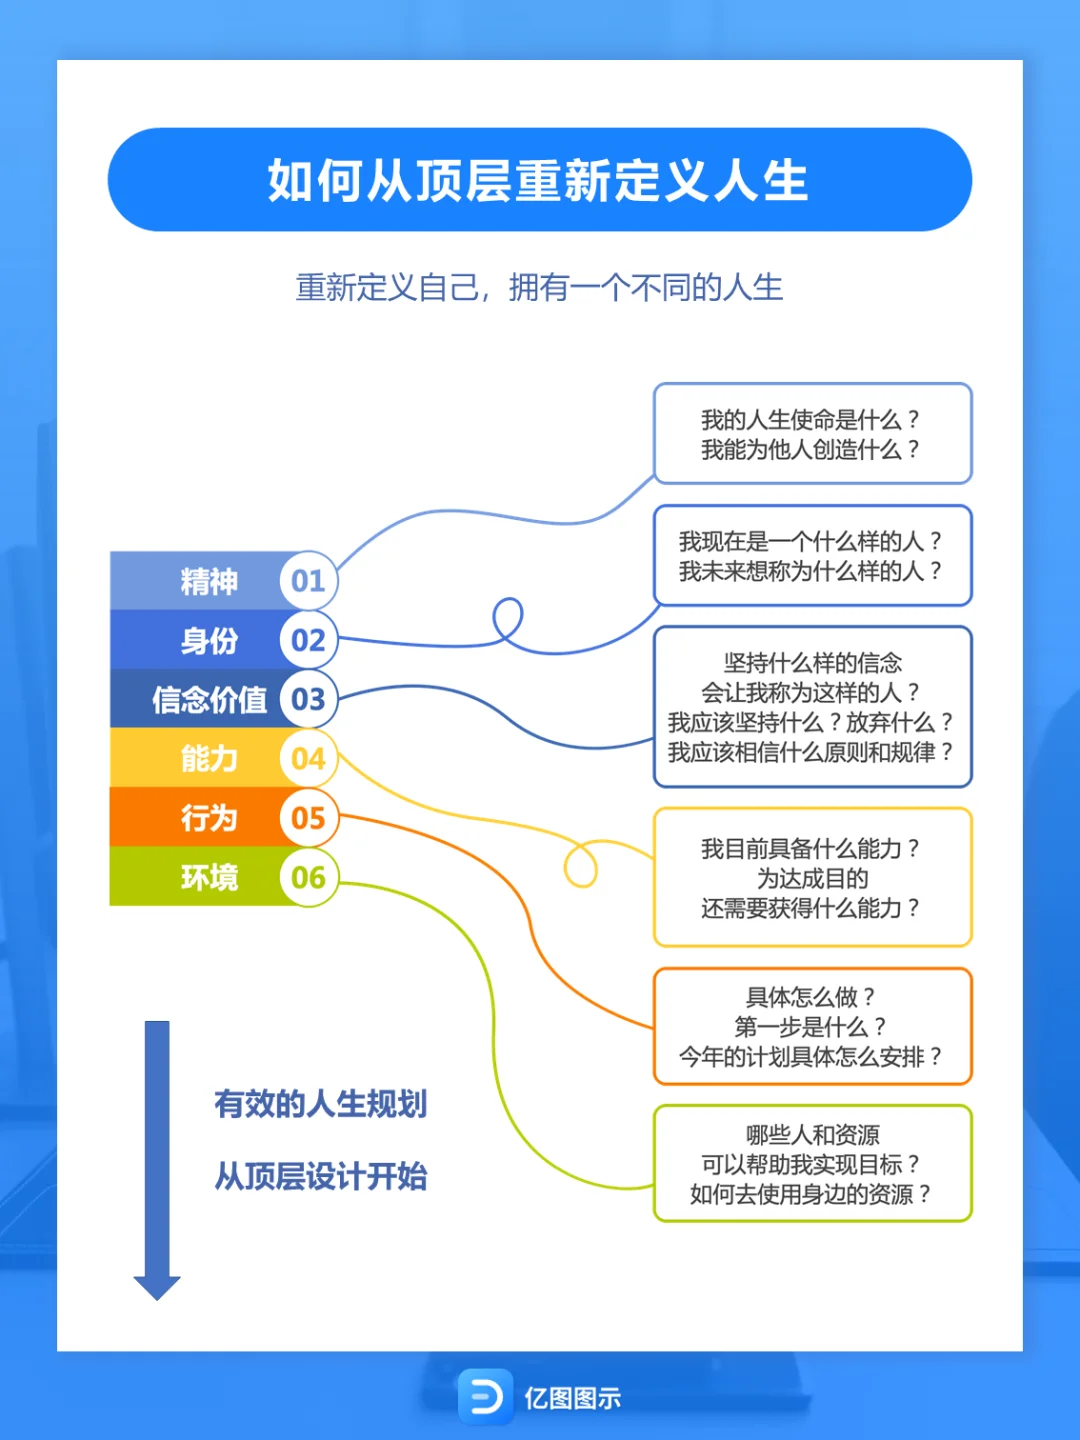 如何从顶层重新定义人生
重新定义自己，拥有一个不同的人生
精神 01
我的人生使命是什么？
我能为他人创造什么？
身份 02
我现在是一个什么样的人？
我未来想称为什么样的人？
信念价值 03
坚持什么样的信念
会让我称为这样的人？
我应该坚持什么？放弃什么？
我应该相信什么原则和规律？
能力 04
我目前具备什么能力？
为达成目的
还需要获得什么能力？
行为 05
具体怎么做？
第一步是什么？
今年的计划具体怎么安排？
环境 06
哪些人和资源
可以帮助我实现目标？
如何去使用身边的资源？
有效的人生规划
从顶层设计开始
亿图图示